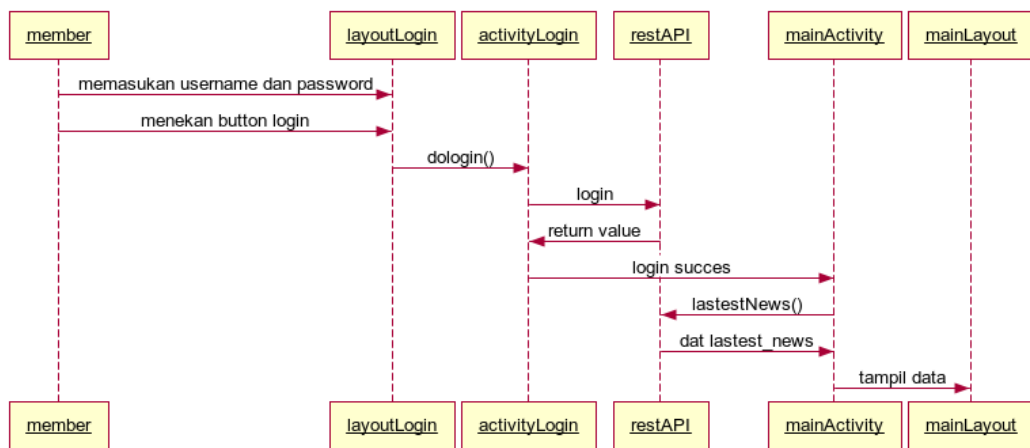 member
layoutLogin
activityLogin
restAPI
mainActivity
mainLayout
memasukan username dan password
menekan button login
dologin()
login
return value
login succes
lastestNews()
dat lastest_news
tampil data
member
layoutLogin
activityLogin
restAPI
mainActivity
mainLayout